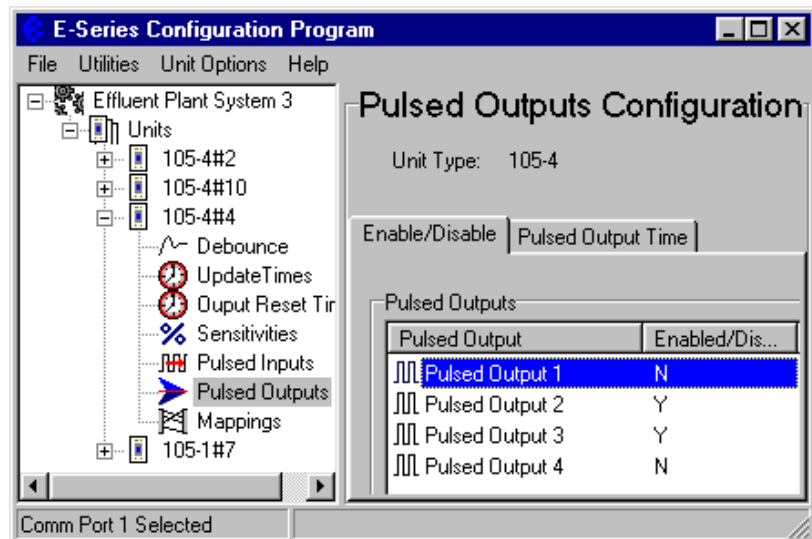 E-Series Configuration Program
File Utilities Unit Options Help
Effluent Plant System 3
Units
105-4#2
105-4#10
105-4#4
Debounce
UpdateTimes
Ouput Reset Tir
Sensitivities
Pulsed Inputs
Pulsed Outputs
Mappings
105-1#7
Pulsed Outputs Configuration
Unit Type: 105-4
Enable/Disable Pulsed Output Time
Pulsed Outputs
Pulsed Output Enabled/Dis...
Pulsed Output 1 N
Pulsed Output 2 Y
Pulsed Output 3 Y
Pulsed Output 4 N
Comm Port 1 Selected